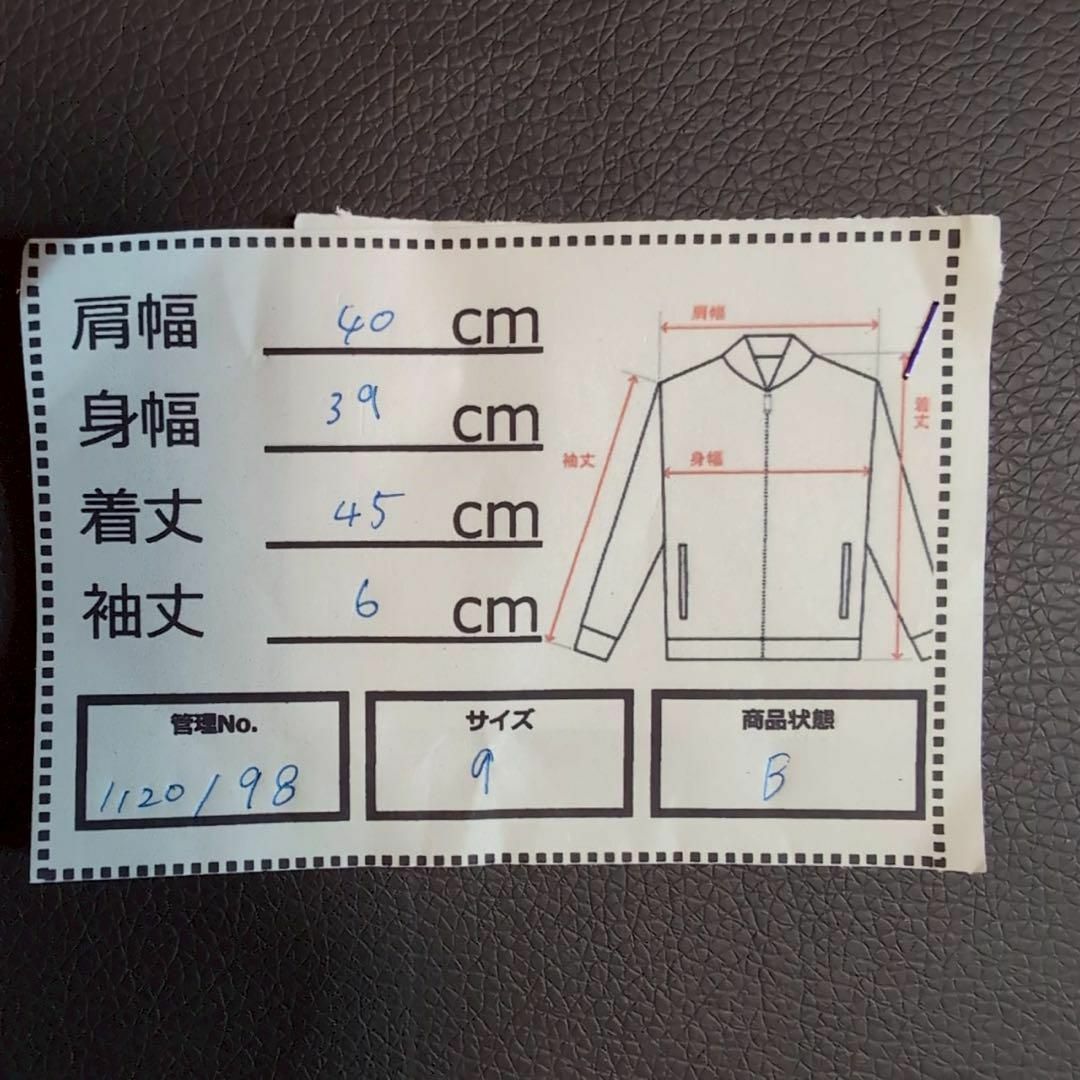 肩幅 40 cm
身幅 39 cm
着丈 45 cm
袖丈 6 cm
肩幅
着丈
袖丈
身幅
管理No.
1120/98
サイズ
9
商品状態
B